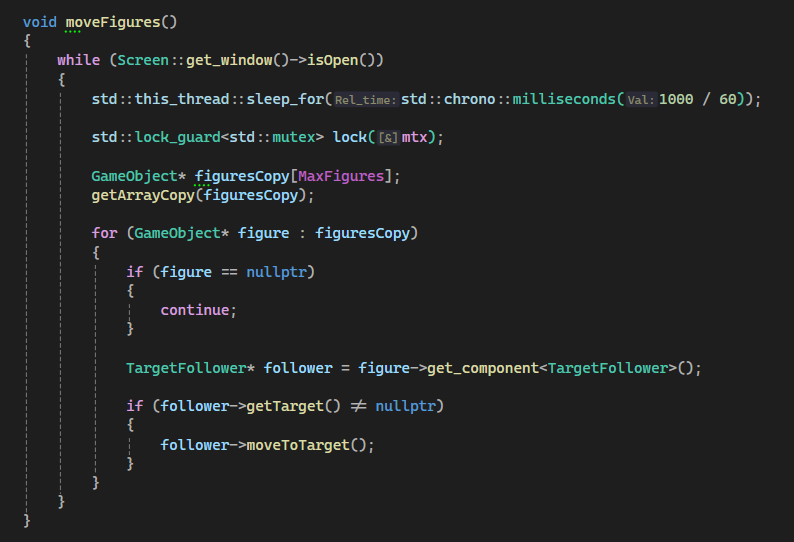 void moveFigures()
{
    while (Screen::get_window()->isOpen())
    {
        std::this_thread::sleep_for(Rel_time: std::chrono::milliseconds(Val: 1000 / 60));

        std::lock_guard<std::mutex> lock([&] mtx);

        GameObject* figuresCopy[MaxFigures];
        getArrayCopy(figuresCopy);

        for (GameObject* figure : figuresCopy)
        {
            if (figure == nullptr)
            {
                continue;
            }

            TargetFollower* follower = figure->get_component<TargetFollower>();

            if (follower->getTarget() ≠ nullptr)
            {
                follower->moveToTarget();
            }
        }
    }
}